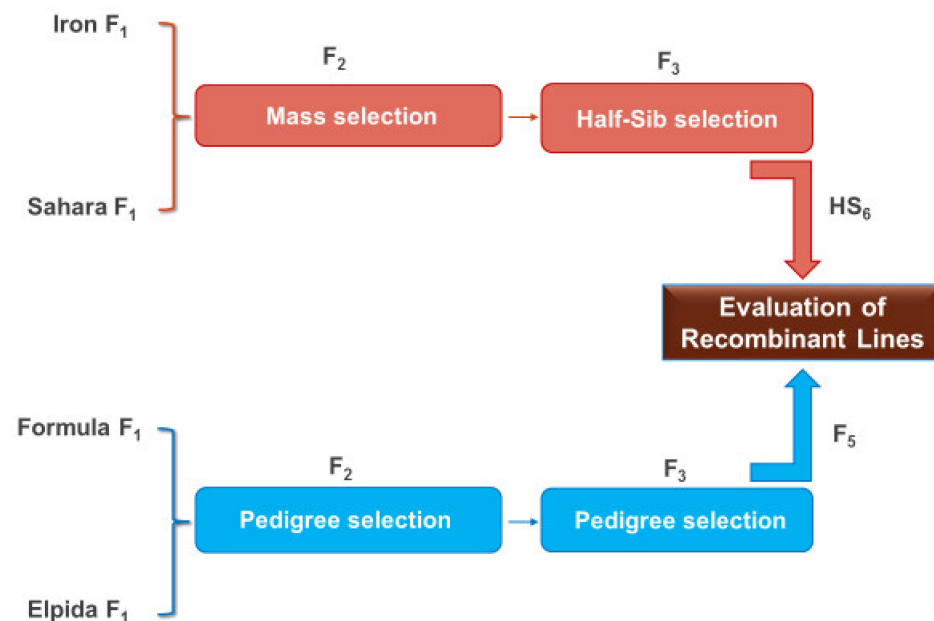 Iron F₁
F₂
F₃
Mass selection
Half-Sib selection
Sahara F₁
HS₆
Evaluation of
Recombinant Lines
Formula F₁
F₅
F₂
F₃
Pedigree selection
Pedigree selection
Elpida F₁